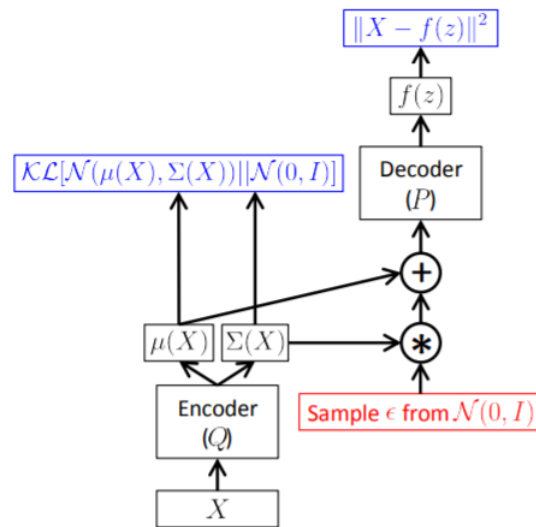 ‖X − f(z)‖²
f(z)
𝒦ℒ[𝒩(μ(X), Σ(X))||𝒩(0, I)]
Decoder
(P)
+
μ(X)
Σ(X)
*
Encoder
(Q)
Sample ϵ from 𝒩(0, I)
X